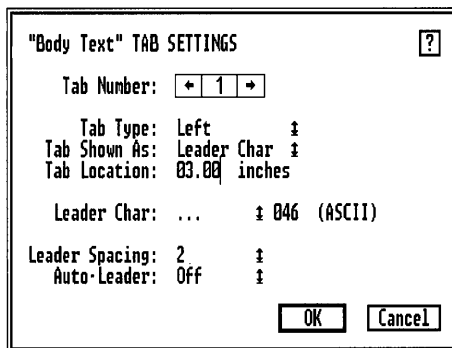 "Body Text" TAB SETTINGS ?
Tab Number: ← 1 →
Tab Type: Left ↕
Tab Shown As: Leader Char ↕
Tab Location: 03.00 inches
Leader Char: ... ↕ 046 (ASCII)
Leader Spacing: 2 ↕
Auto-Leader: Off ↕
OK Cancel